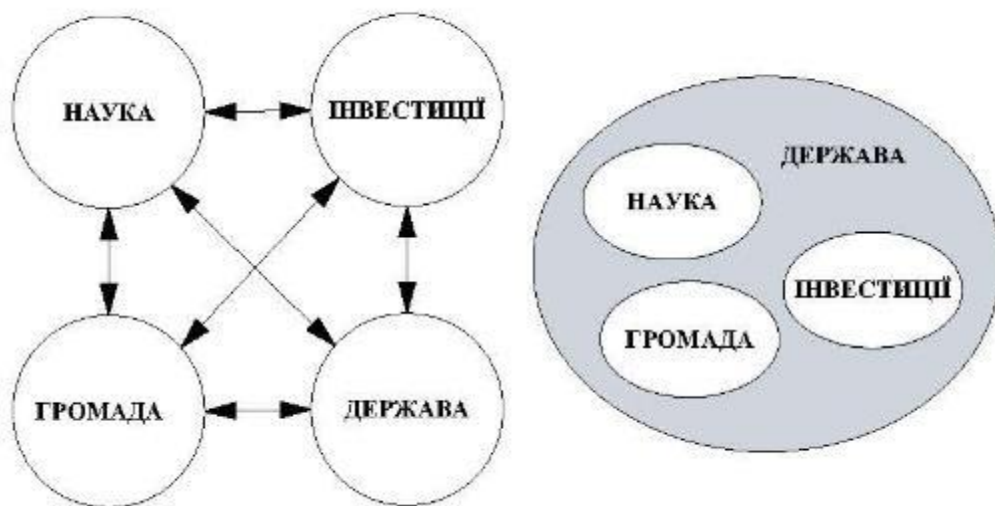 НАУКА
ІНВЕСТИЦІЇ
ГРОМАДА
ДЕРЖАВА
ДЕРЖАВА
НАУКА
ІНВЕСТИЦІЇ
ГРОМАДА